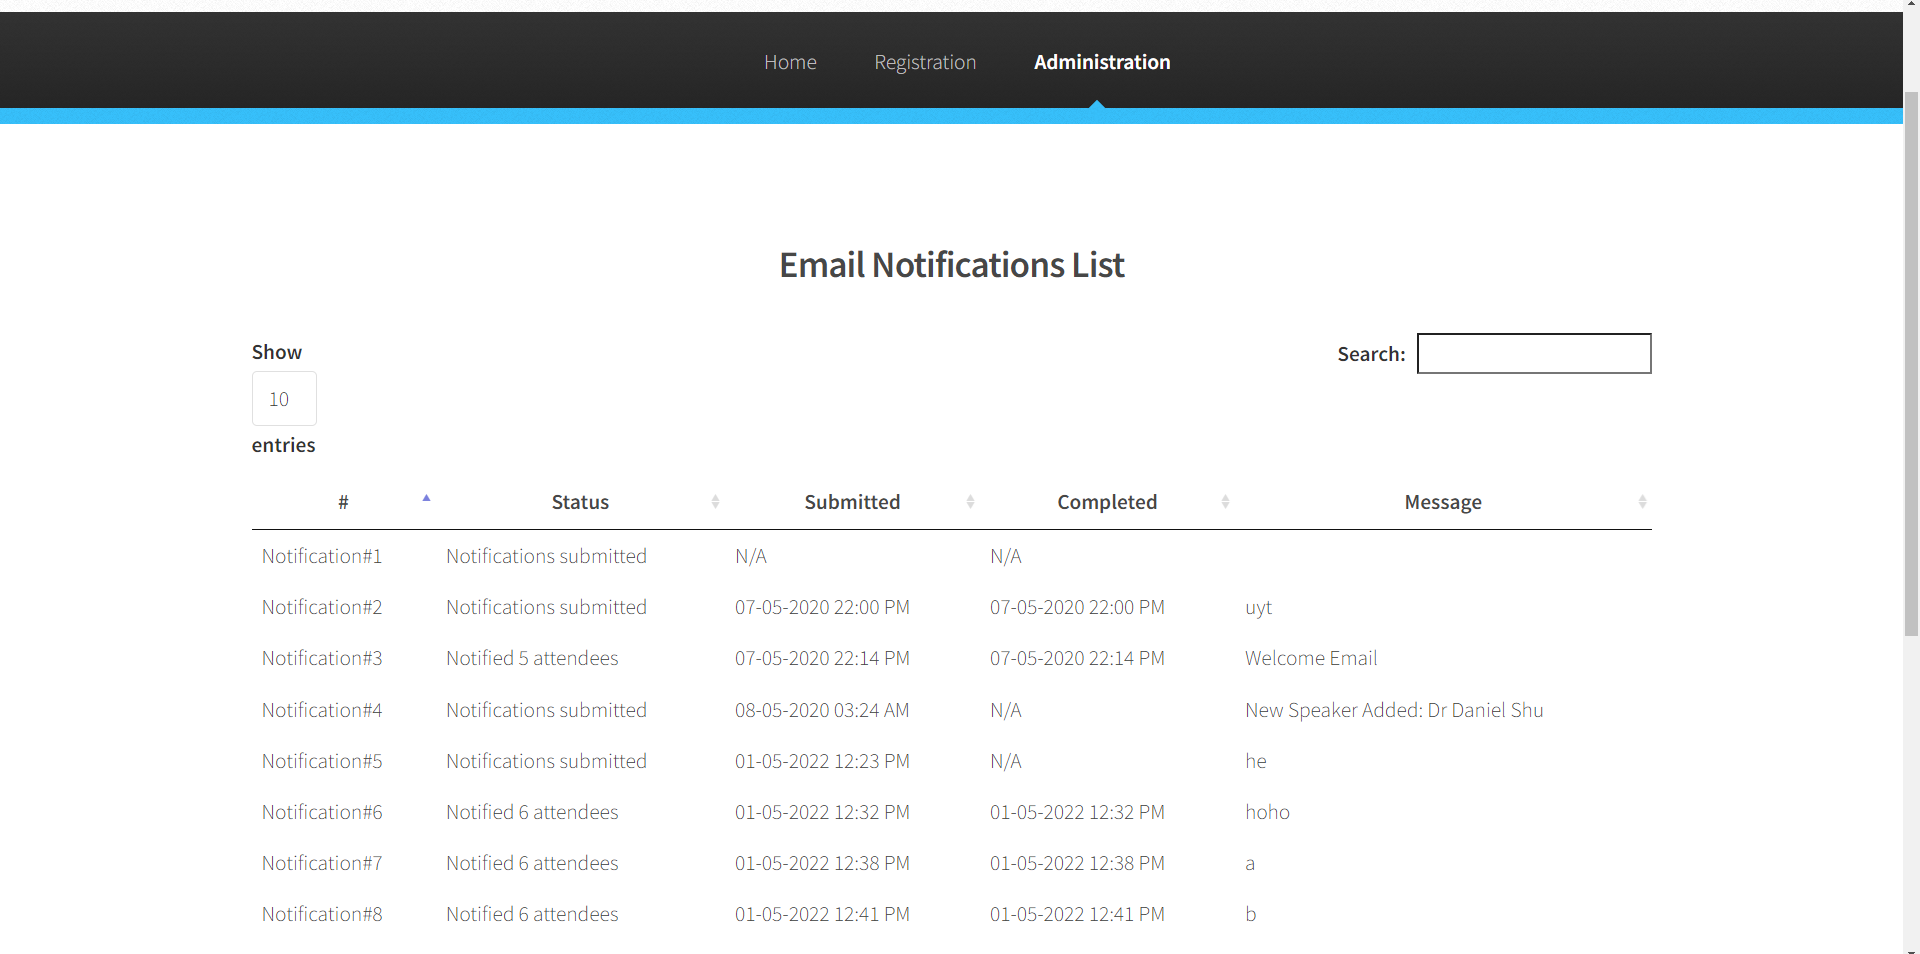 Home Registration Administration
Email Notifications List
Show
10
entries
Search:
# Status Submitted Completed Message
Notification#1 Notifications submitted N/A N/A
Notification#2 Notifications submitted 07-05-2020 22:00 PM 07-05-2020 22:00 PM uyt
Notification#3 Notified 5 attendees 07-05-2020 22:14 PM 07-05-2020 22:14 PM Welcome Email
Notification#4 Notifications submitted 08-05-2020 03:24 AM N/A New Speaker Added: Dr Daniel Shu
Notification#5 Notifications submitted 01-05-2022 12:23 PM N/A he
Notification#6 Notified 6 attendees 01-05-2022 12:32 PM 01-05-2022 12:32 PM hoho
Notification#7 Notified 6 attendees 01-05-2022 12:38 PM 01-05-2022 12:38 PM a
Notification#8 Notified 6 attendees 01-05-2022 12:41 PM 01-05-2022 12:41 PM b